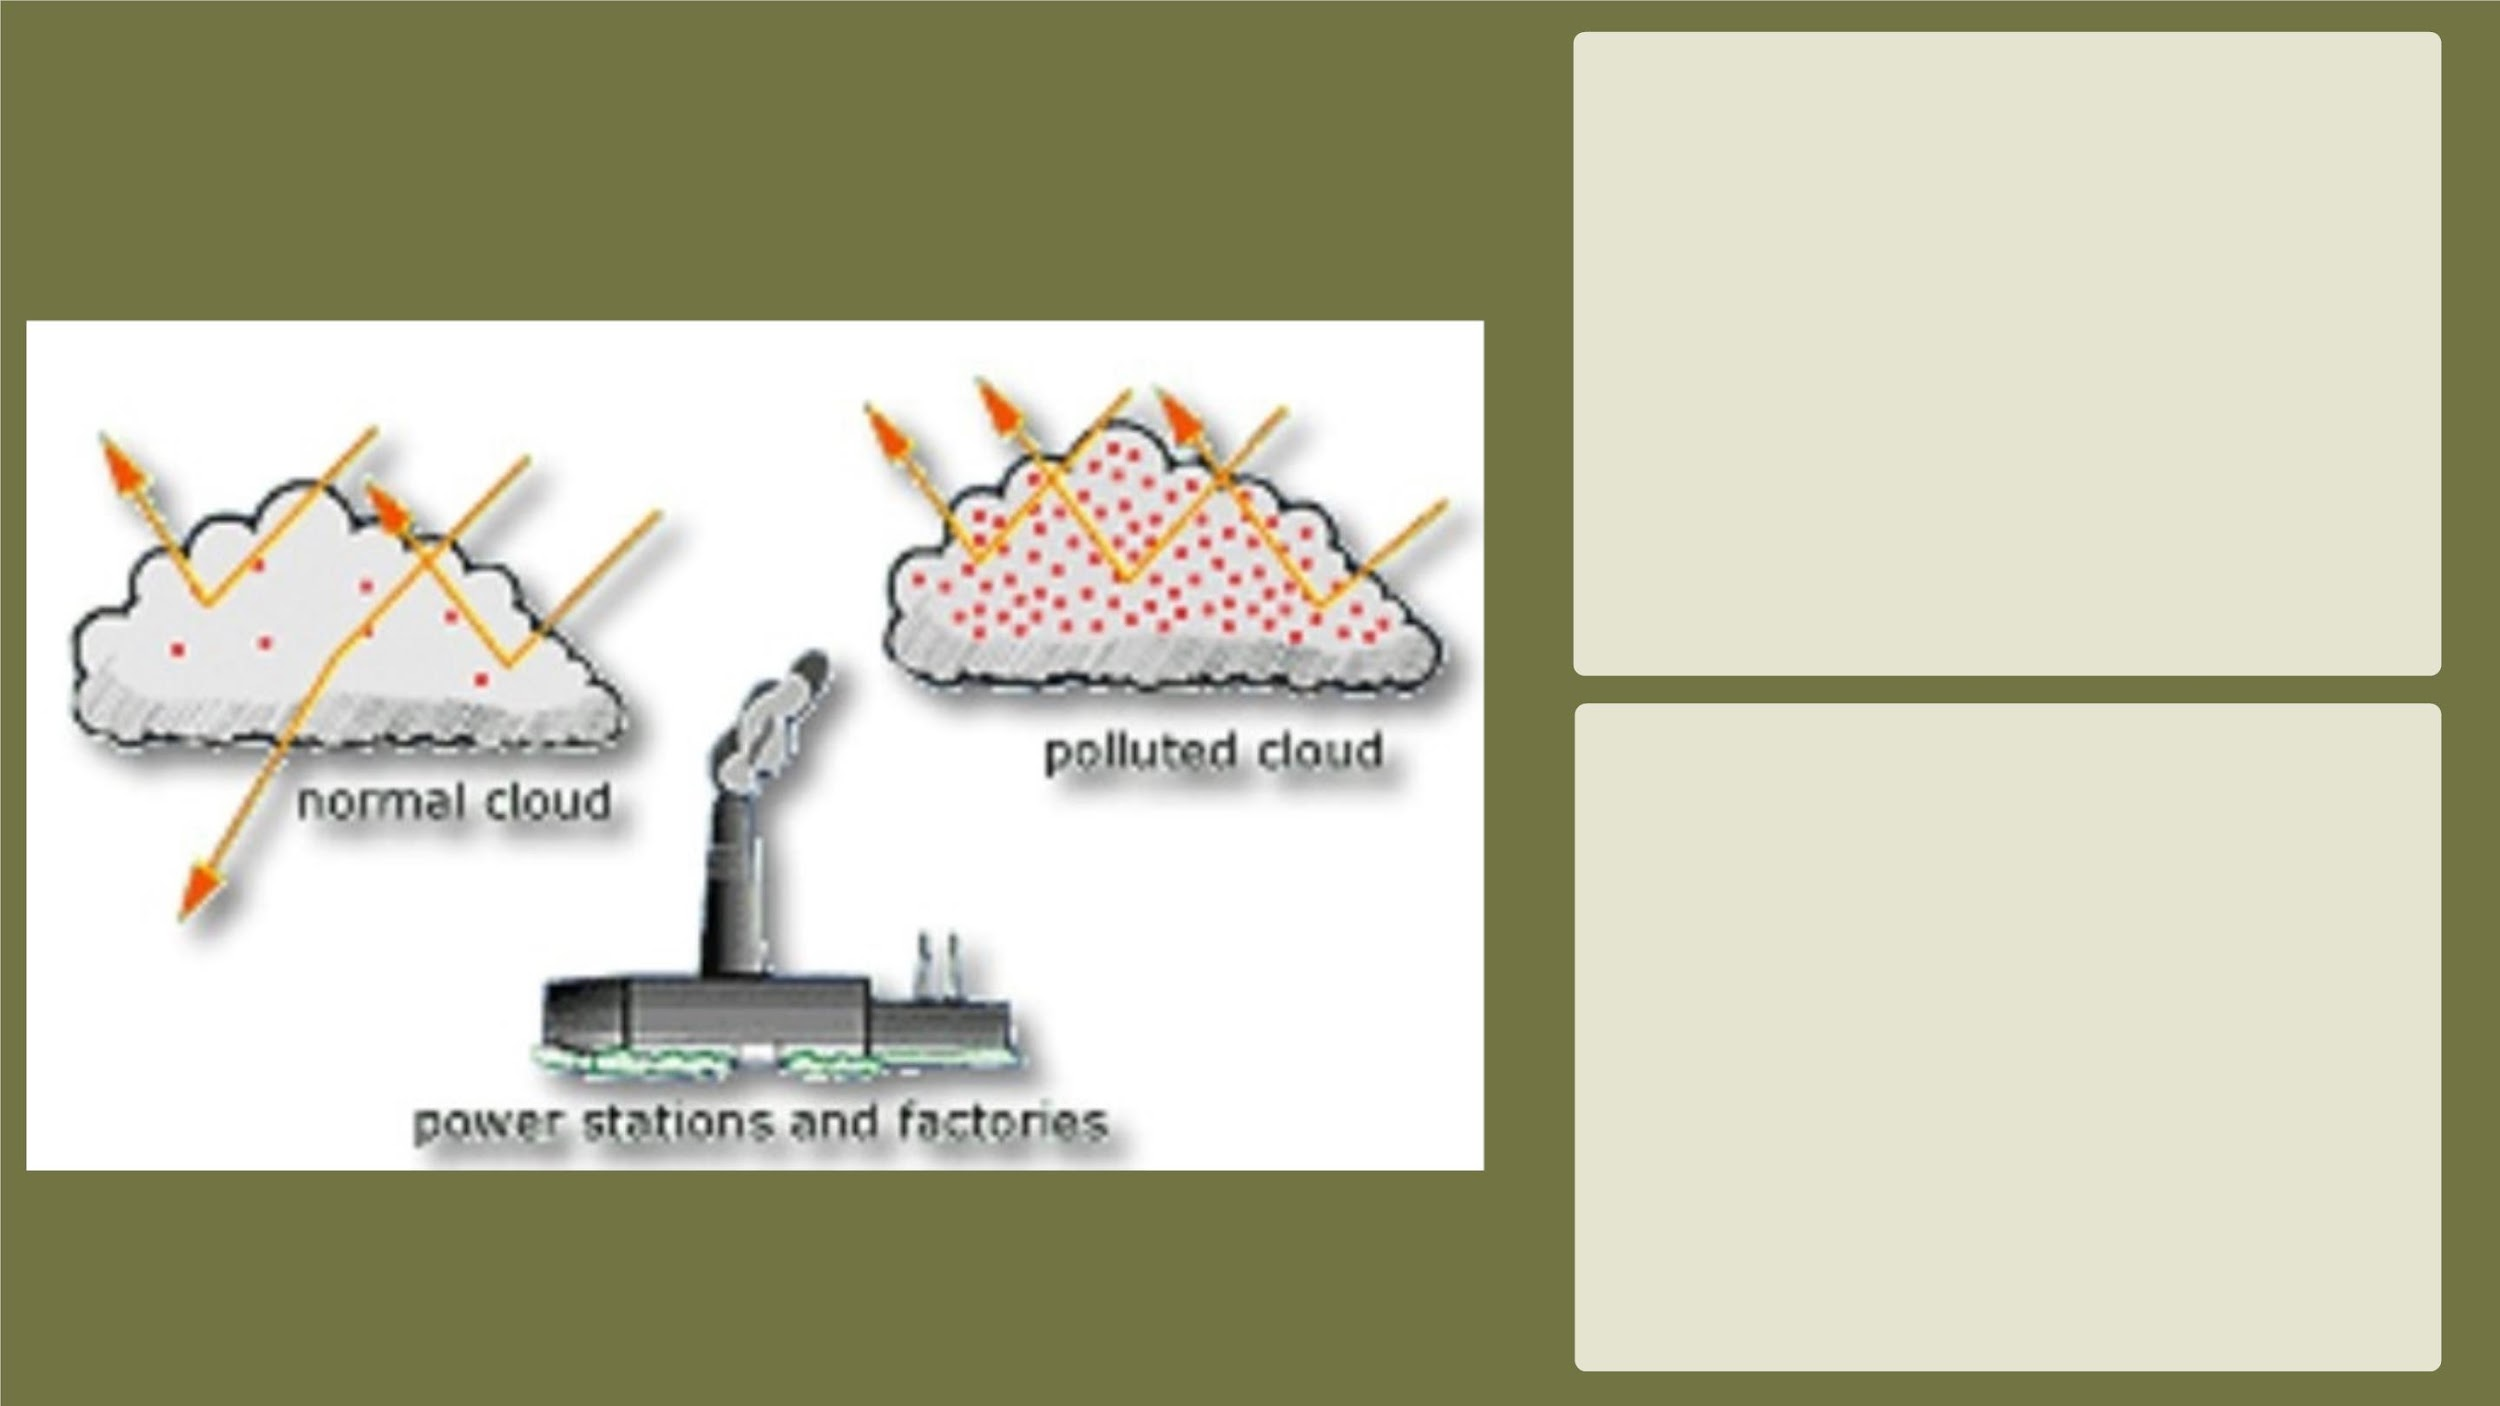 normal cloud
polluted cloud
power stations and factories